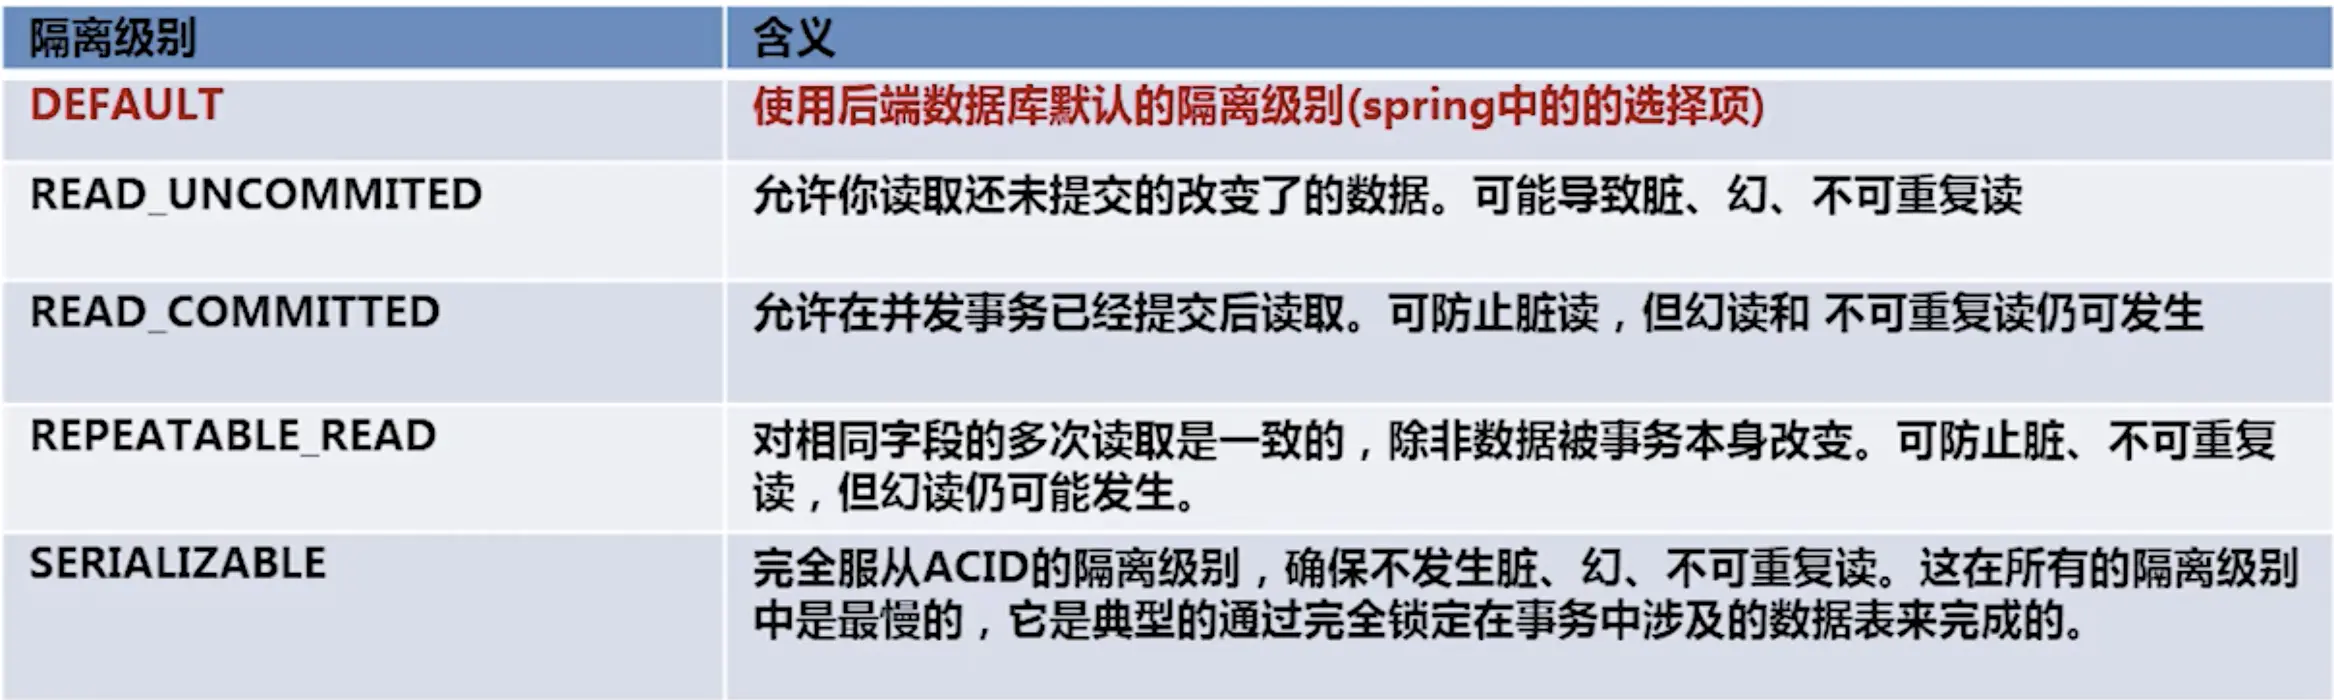 隔离级别
含义
DEFAULT
使用后端数据库默认的隔离级别(spring中的的选择项)
READ_UNCOMMITED
允许你读取还未提交的改变了的数据。可能导致脏、幻、不可重复读
READ_COMMITTED
允许在并发事务已经提交后读取。可防止脏读，但幻读和 不可重复读仍可发生
REPEATABLE_READ
对相同字段的多次读取是一致的，除非数据被事务本身改变。可防止脏、不可重复
读，但幻读仍可能发生。
SERIALIZABLE
完全服从ACID的隔离级别，确保不发生脏、幻、不可重复读。这在所有的隔离级别
中是最慢的，它是典型的通过完全锁定在事务中涉及的数据表来完成的。